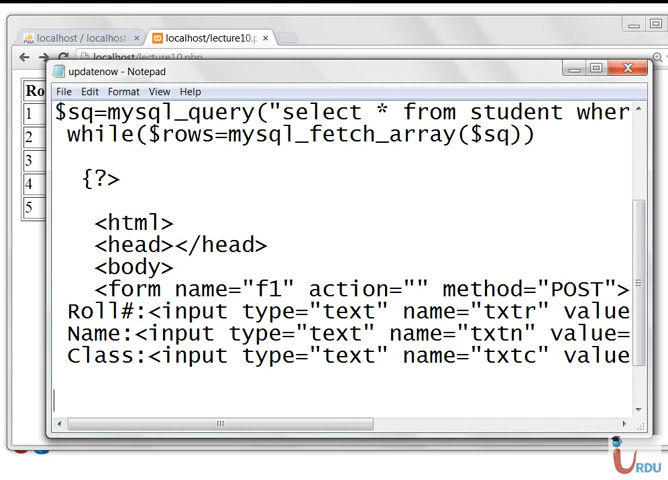 localhost / localhost
localhost/lecture10.p
localhost/lecture10.php
updatenow - Notepad
File Edit Format View Help
$sq=mysql_query("select * from student wher
while($rows=mysql_fetch_array($sq))
{?>
<html>
<head></head>
<body>
<form name="f1" action="" method="POST">
Roll#:<input type="text" name="txtr" value
Name:<input type="text" name="txtn" value=
Class:<input type="text" name="txtc" value
Ro
1
2
3
4
5
URDU